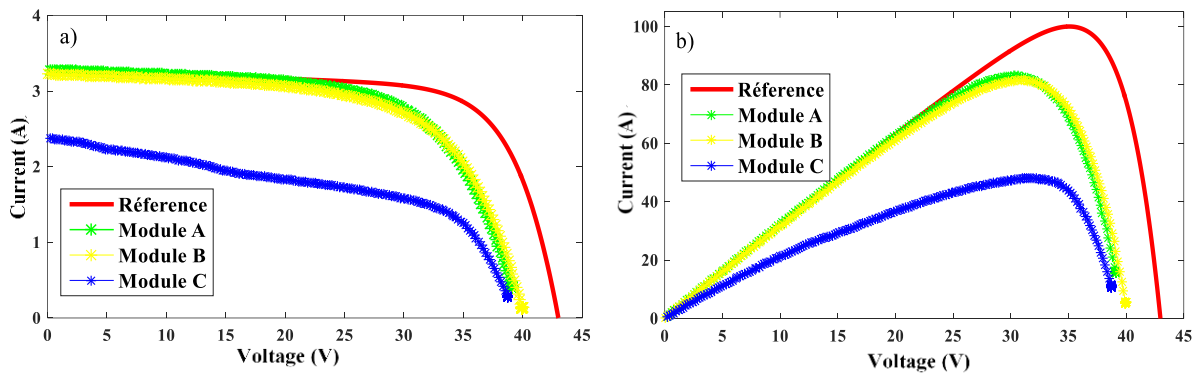 a)
4
3
2
1
0
Current (A)
Réference
Module A
Module B
Module C
0 5 10 15 20 25 30 35 40 45
Voltage (V)
b)
100
80
60
40
20
0
Current (A)
Réference
Module A
Module B
Module C
0 5 10 15 20 25 30 35 40 45
Voltage (V)